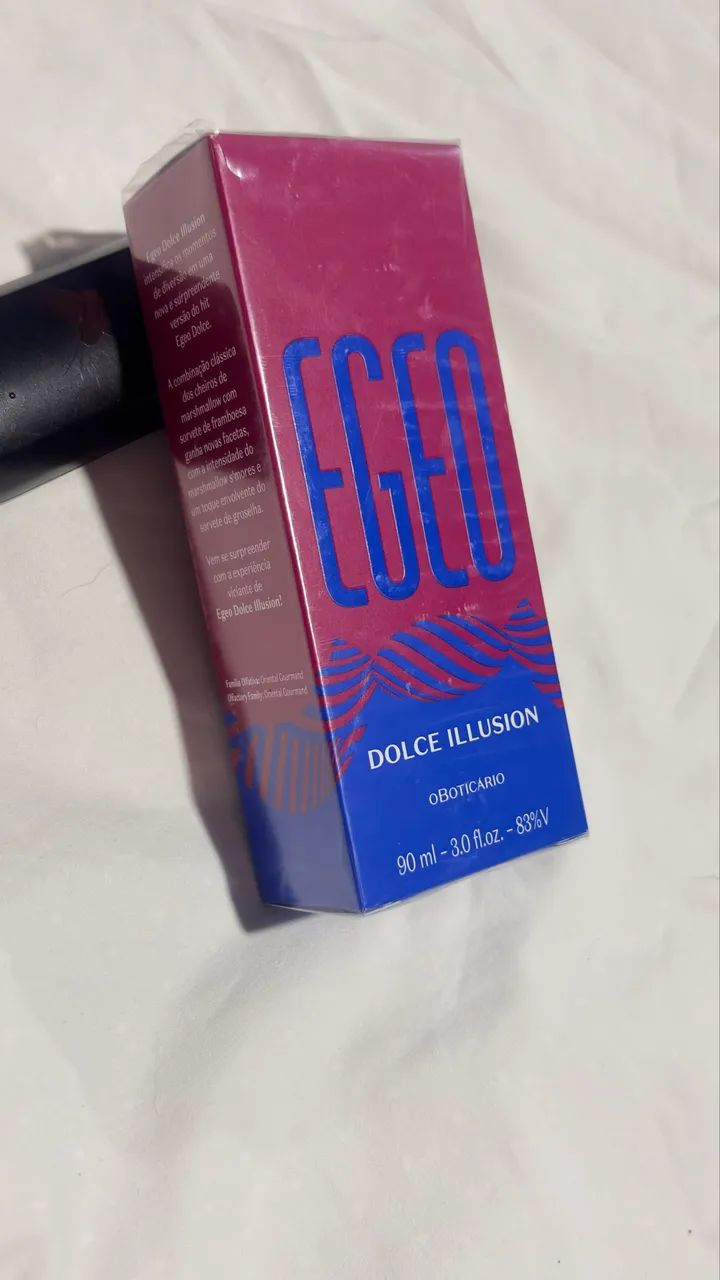 Egeo Dolce Illusion
intensifica os momentos
de diversão em uma
nova e surpreendente
versão do hit
Egeo Dolce.
A combinação clássica
dos cheiros de
marshmallow com
sorvete de framboesa
ganha novas facetas,
com a intensidade do
marshmallow s'mores e
um toque envolvente do
sorvete de groselha.
Vem se surpreender
com a experiência
viciante de
Egeo Dolce Illusion!
Família Olfativa: Oriental Gourmand
Olfactory Family: Oriental Gourmand
EGEO
DOLCE ILLUSION
oBOTICÁRIO
90 ml - 3.0 fl.oz. - 83%V